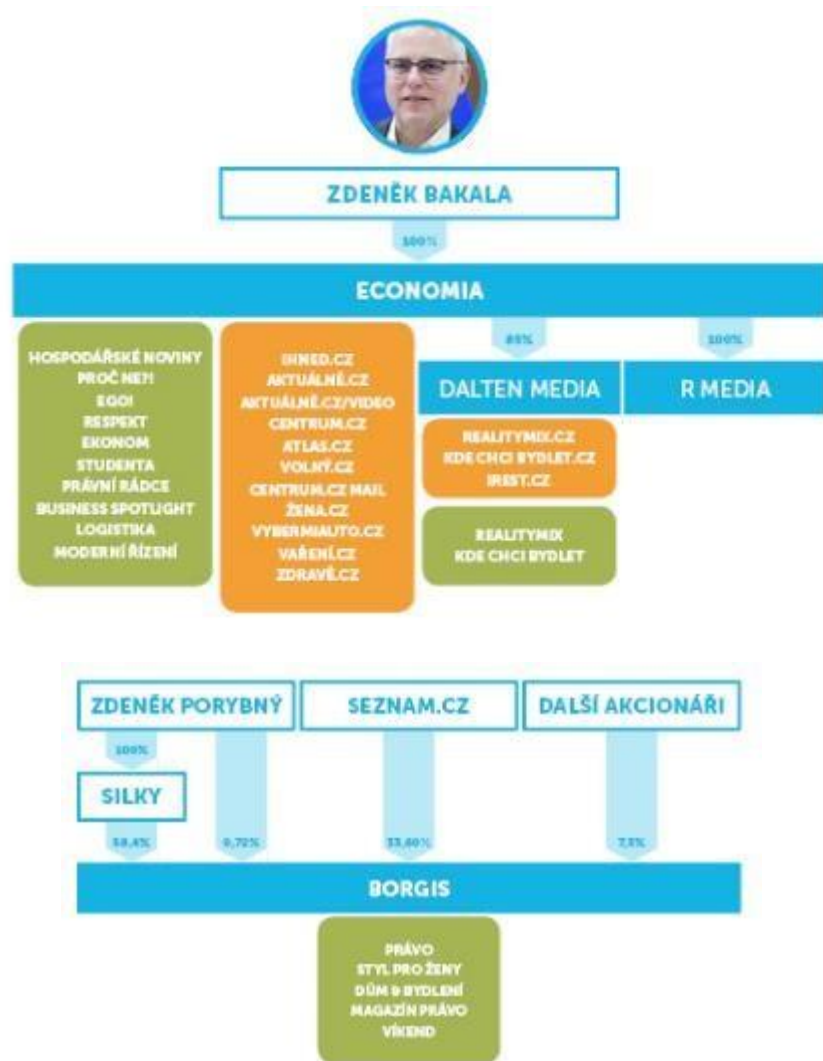 ZDENĚK BAKALA
100%
ECONOMIA
HOSPODÁŘSKÉ NOVINY
PROČ NE?!
EGO!
RESPEKT
EKONOM
STUDENTA
PRÁVNÍ RÁDCE
BUSINESS SPOTLIGHT
LOGISTIKA
MODERNÍ ŘÍZENÍ
IHNED.CZ
AKTUÁLNĚ.CZ
AKTUÁLNĚ.CZ/VIDEO
CENTRUM.CZ
ATLAS.CZ
VOLNÝ.CZ
CENTRUM.CZ MAIL
ŽENA.CZ
VYBERMIAUTO.CZ
VAŘENÍ.CZ
ZDRAVĚ.CZ
DALTEN MEDIA
REALITYMIX.CZ
KDE CHCI BYDLET.CZ
IREST.CZ
REALITYMIX
KDE CHCI BYDLET
100%
R MEDIA
ZDENĚK PORYBNÝ
SEZNAM.CZ
DALŠÍ AKCIONÁŘI
100%
SILKY
BORGIS
PRÁVO
STYL PRO ŽENY
DŮM & BYDLENÍ
MAGAZÍN PRÁVO
VÍKEND